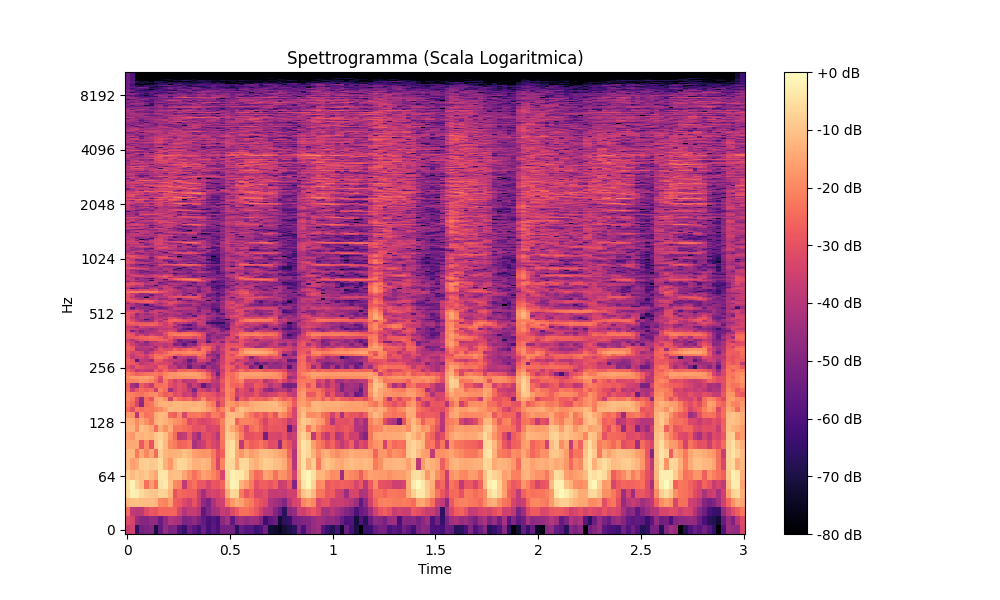 Spettrogramma (Scala Logaritmica)
Hz
8192
4096
2048
1024
512
256
128
64
0
0 0.5 1 1.5 2 2.5 3
Time
+0 dB
-10 dB
-20 dB
-30 dB
-40 dB
-50 dB
-60 dB
-70 dB
-80 dB